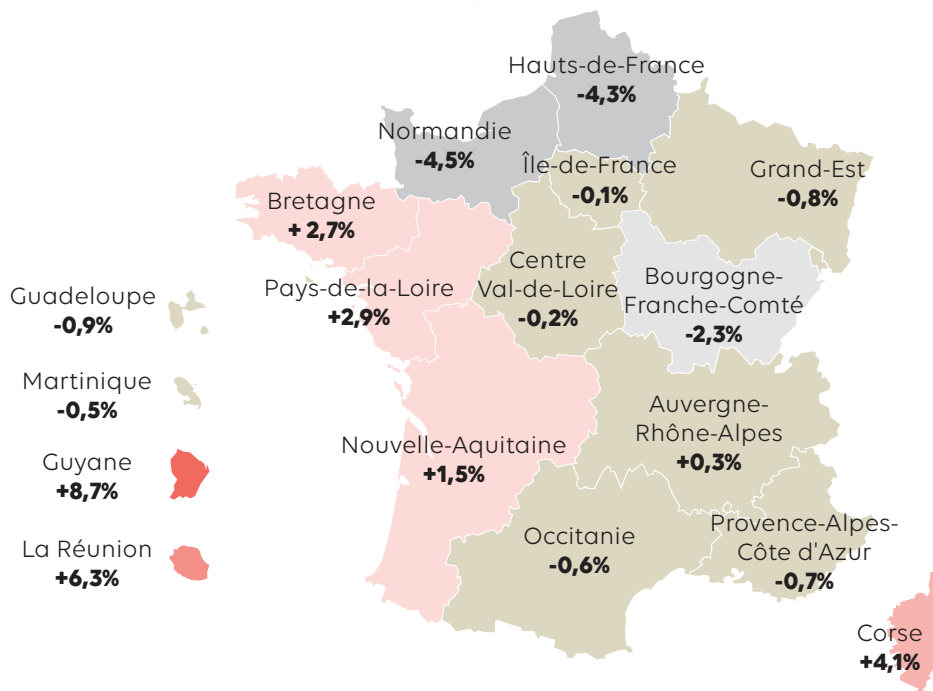 Hauts-de-France
-4,3%
Normandie
-4,5%
Île-de-France
-0,1%
Grand-Est
-0,8%
Bretagne
+ 2,7%
Pays-de-la-Loire
+2,9%
Centre
Val-de-Loire
-0,2%
Bourgogne-
Franche-Comté
-2,3%
Guadeloupe
-0,9%
Martinique
-0,5%
Guyane
+8,7%
La Réunion
+6,3%
Nouvelle-Aquitaine
+1,5%
Auvergne-
Rhône-Alpes
+0,3%
Occitanie
-0,6%
Provence-Alpes-
Côte d'Azur
-0,7%
Corse
+4,1%